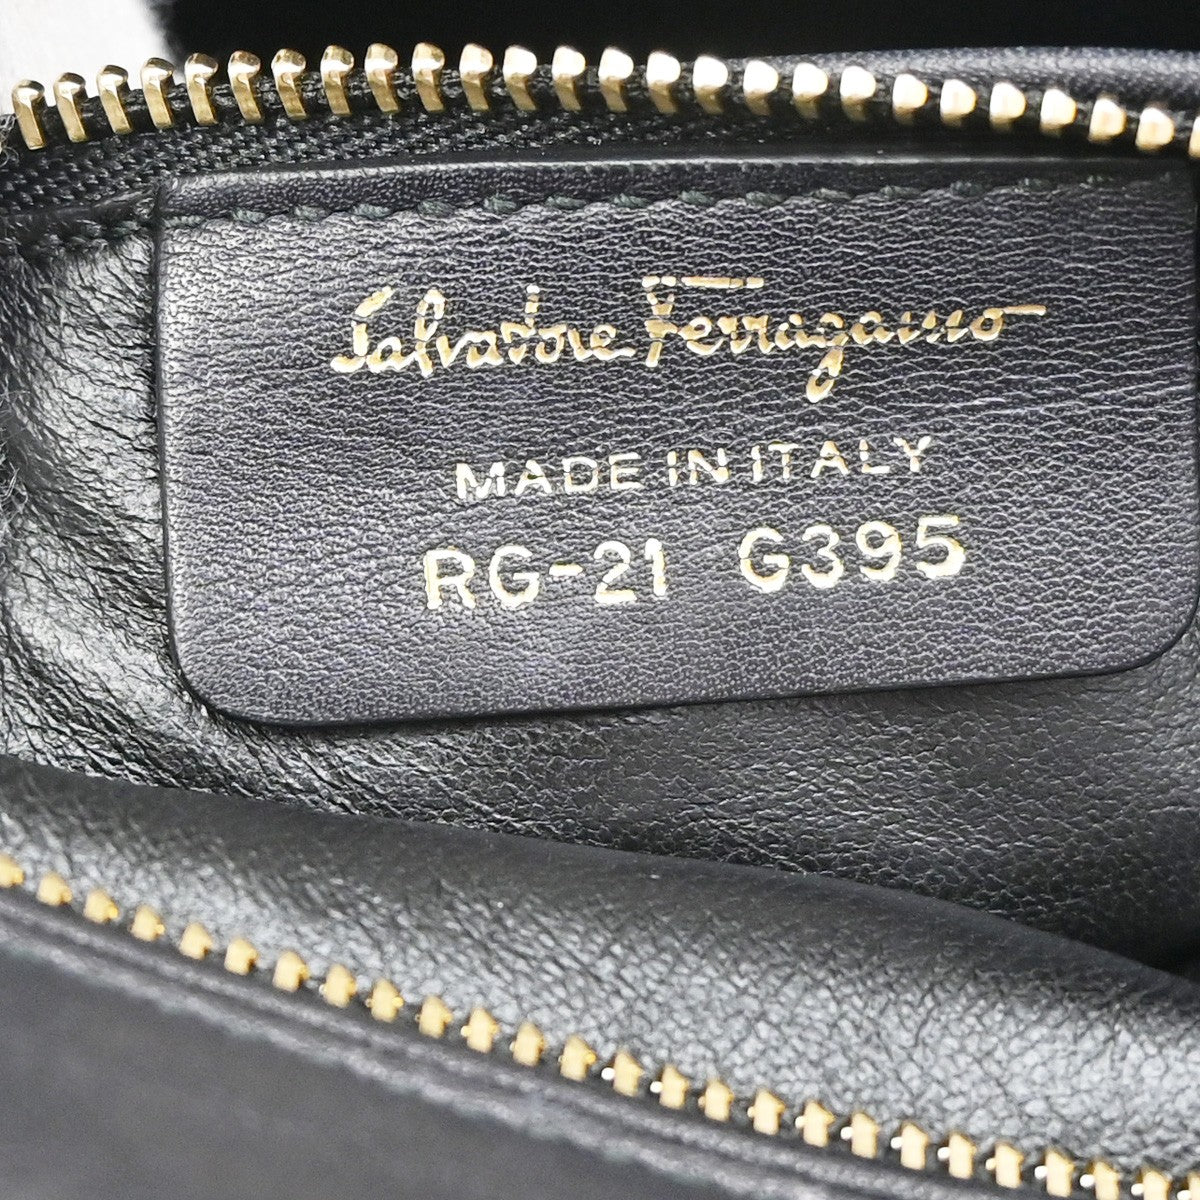 Salvatore Ferragamo
MADE IN ITALY
RG-21 G395